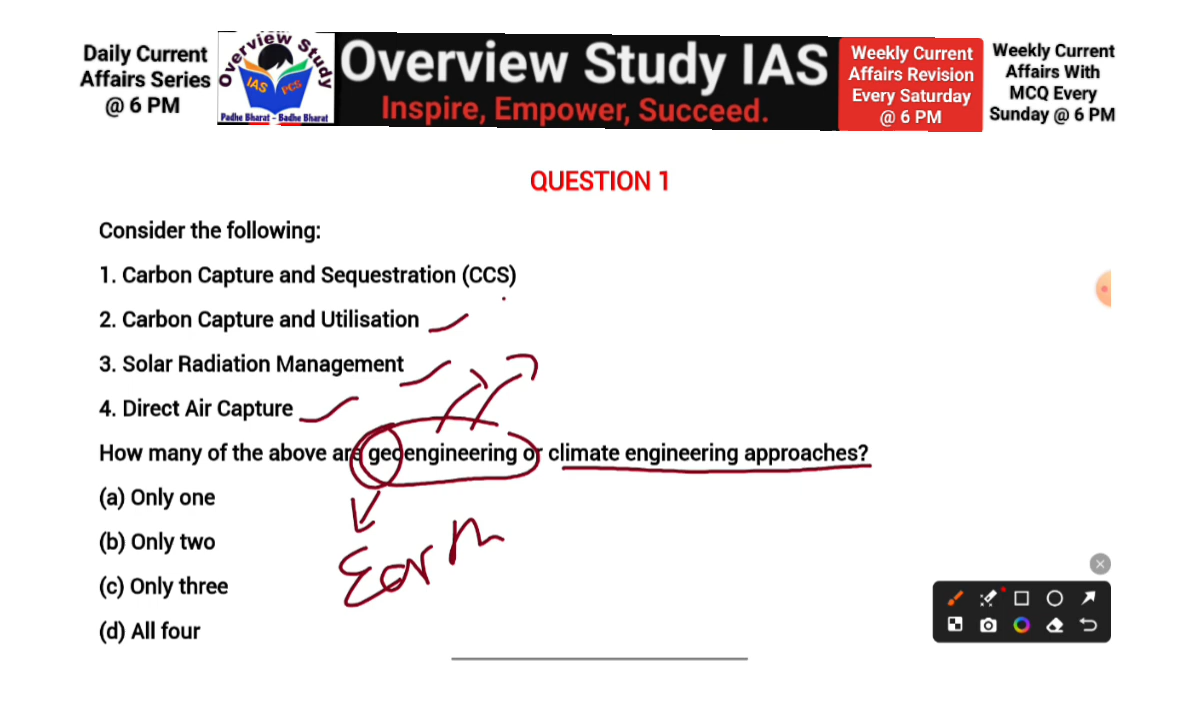 Daily Current
Affairs Series
@ 6 PM
Overview Study
IAS PCS
Padhe Bharat - Badhe Bharat
Overview Study IAS
Inspire, Empower, Succeed.
Weekly Current
Affairs Revision
Every Saturday
@ 6 PM
Weekly Current
Affairs With
MCQ Every
Sunday @ 6 PM
QUESTION 1
Consider the following:
1. Carbon Capture and Sequestration (CCS)
2. Carbon Capture and Utilisation
3. Solar Radiation Management
4. Direct Air Capture
How many of the above are geoengineering or climate engineering approaches?
(a) Only one
(b) Only two
(c) Only three
(d) All four
Earth